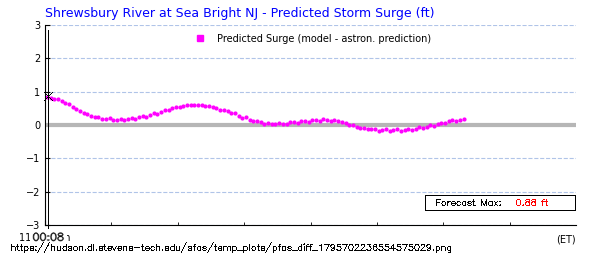 Shrewsbury River at Sea Bright NJ - Predicted Storm Surge (ft)
3
Predicted Surge (model - astron. prediction)
2
1
0
−1
−2
Forecast Max: 0.88 ft
−3
(ET)
https://hudson.dl.stevens-tech.edu/sfas/temp_plots/pfas_diff_1795702236554575029.png